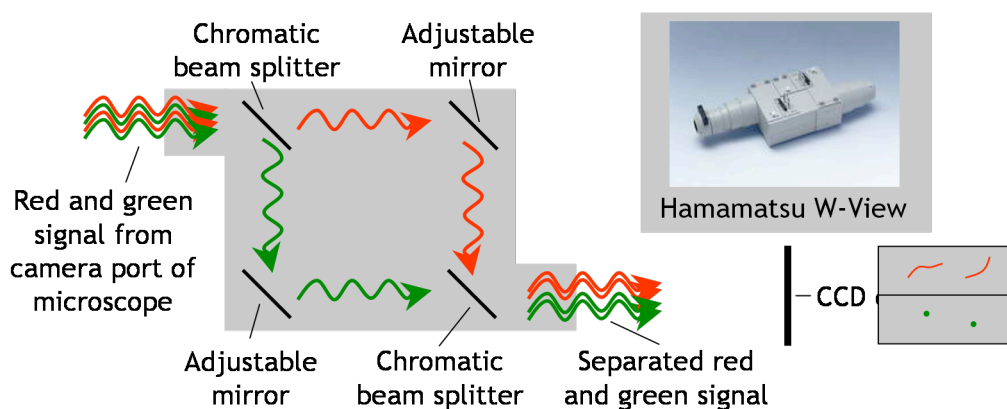 Chromatic
beam splitter
Adjustable
mirror
Red and green
signal from
camera port of
microscope
Hamamatsu W-View
CCD
Adjustable
mirror
Chromatic
beam splitter
Separated red
and green signal